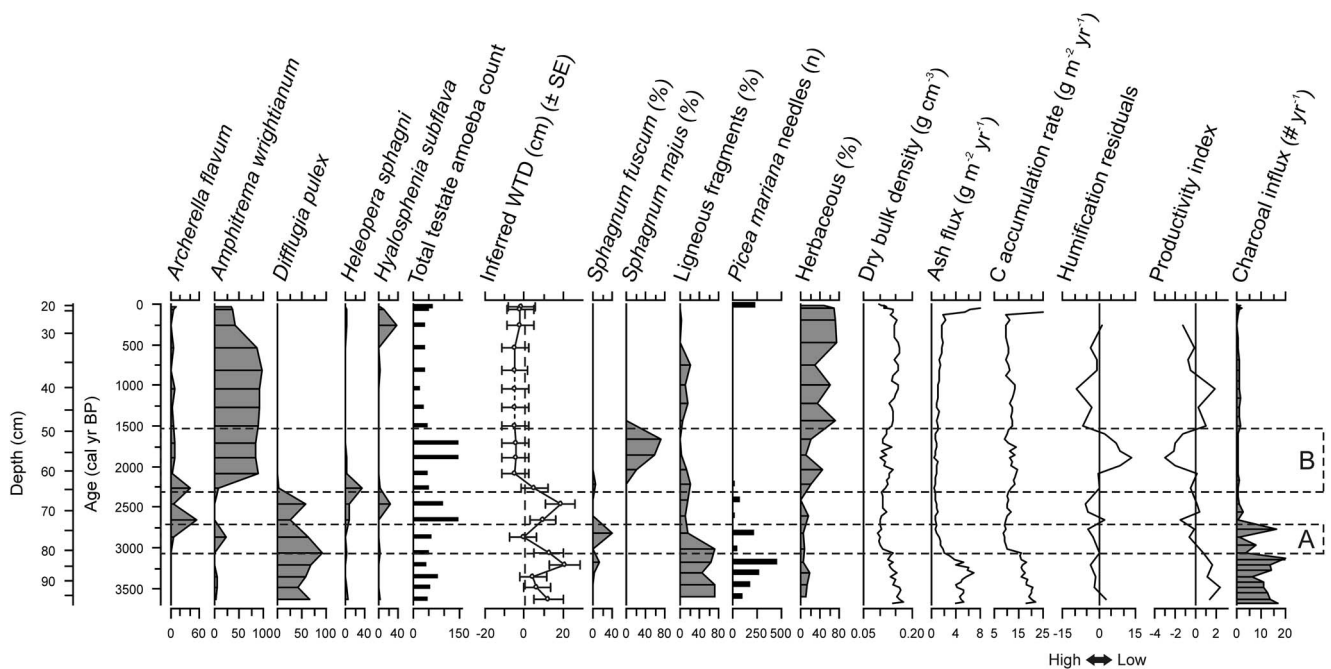 Archerella flavum
Amphitrema wrightianum
Difflugia pulex
Heleopera sphagni
Hyalosphenia subflava
Total testate amoeba count
Inferred WTD (cm) (± SE)
Sphagnum fuscum (%)
Sphagnum majus (%)
Ligneous fragments (%)
Picea mariana needles (n)
Herbaceous (%)
Dry bulk density (g cm-3)
Ash flux (g m-2 yr-1)
C accumulation rate (g m-2 yr-1)
Humification residuals
Productivity index
Charcoal influx (# yr-1)
Depth (cm)
20
30
40
50
60
70
80
90
Age (cal yr BP)
0
500
1000
1500
2000
2500
3000
3500
B
A
0 60 0 50 100 0 50 100 0 40 0 40 0 150 -20 0 20 0 40 0 40 80 0 40 80 0 250 500 0 40 80 0.05 0.20 0 4 8 5 15 25 -15 0 15 -4 -2 0 2 0 10 20
High Low